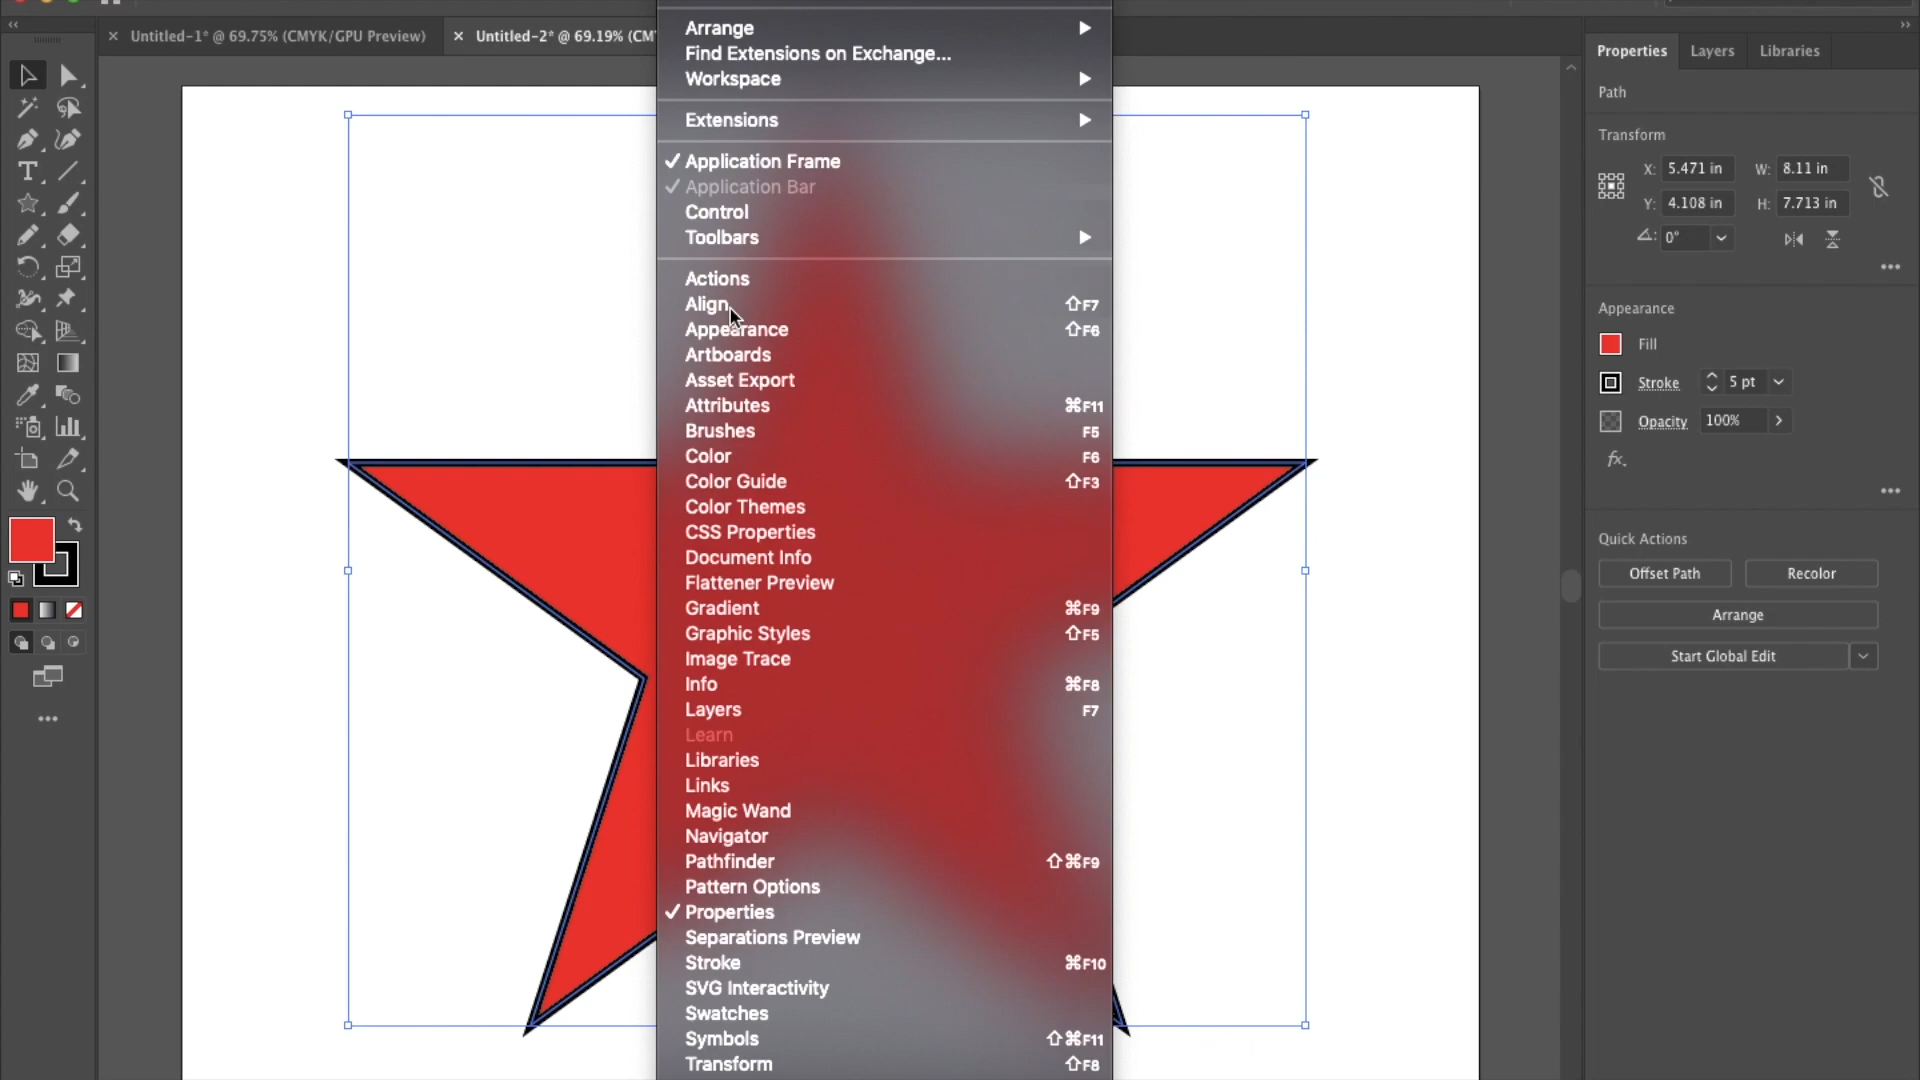 Untitled-1* @ 69.75% (CMYK/GPU Preview)
Untitled-2* @ 69.19% (CM
Arrange
Find Extensions on Exchange...
Workspace
Extensions
Application Frame
Application Bar
Control
Toolbars
Actions
Align ⇧F7
Appearance ⇧F6
Artboards
Asset Export
Attributes ⌘F11
Brushes F5
Color F6
Color Guide ⇧F3
Color Themes
CSS Properties
Document Info
Flattener Preview
Gradient ⌘F9
Graphic Styles ⇧F5
Image Trace
Info ⌘F8
Layers F7
Learn
Libraries
Links
Magic Wand
Navigator
Pathfinder ⇧⌘F9
Pattern Options
Properties
Separations Preview
Stroke ⌘F10
SVG Interactivity
Swatches
Symbols ⇧⌘F11
Transform ⇧F8
Properties Layers Libraries
Path
Transform
X: 5.471 in W: 8.11 in
Y: 4.108 in H: 7.713 in
0°
Appearance
Fill
Stroke 5 pt
Opacity 100%
fx.
Quick Actions
Offset Path Recolor
Arrange
Start Global Edit